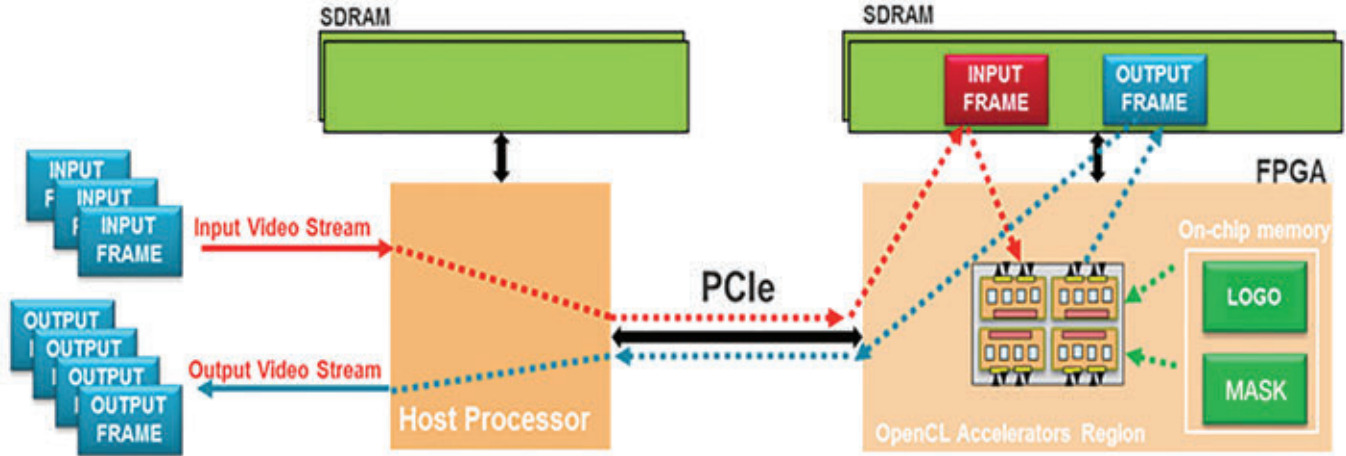 SDRAM
SDRAM
INPUT
FRAME
OUTPUT
FRAME
FPGA
INPUT
F
INPUT
F
INPUT
FRAME
Input Video Stream
On-chip memory
PCIe
LOGO
OUTPUT
OUTPUT
OUTPUT
OUTPUT
FRAME
Output Video Stream
MASK
Host Processor
OpenCL Accelerators Region